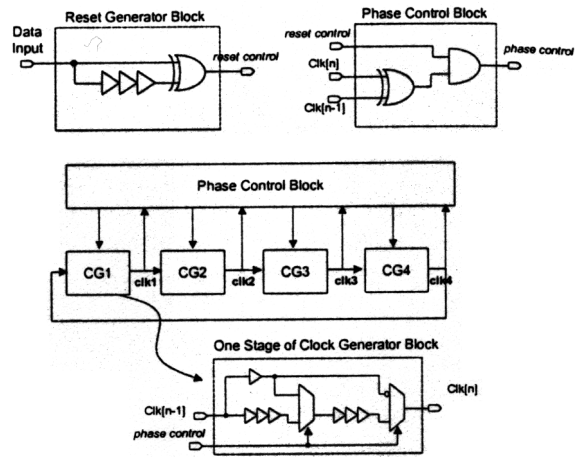 Reset Generator Block
Data
Input
reset control
Phase Control Block
reset control
Clk[n]
Clk[n-1]
phase control
Phase Control Block
CG1
clk1
CG2
clk2
CG3
clk3
CG4
clk4
One Stage of Clock Generator Block
Clk[n-1]
phase control
Clk[n]